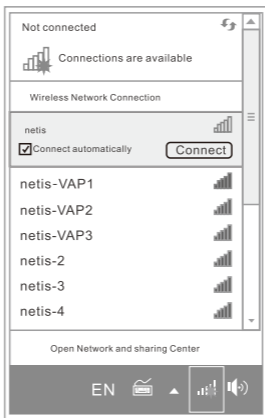 Not connected
Connections are available
Wireless Network Connection
netis
Connect automatically
Connect
netis-VAP1
netis-VAP2
netis-VAP3
netis-2
netis-3
netis-4
Open Network and sharing Center
EN